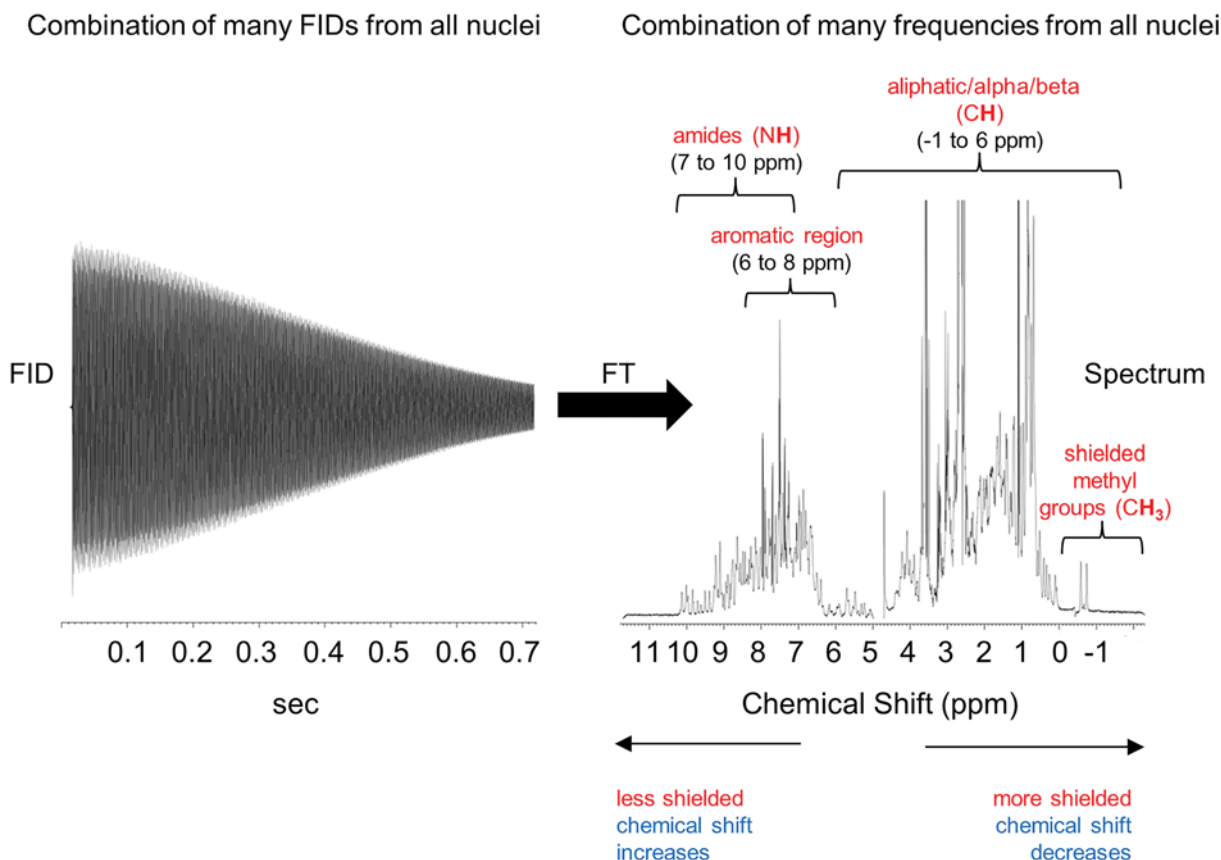 Combination of many FIDs from all nuclei
Combination of many frequencies from all nuclei
aliphatic/alpha/beta
(CH)
(-1 to 6 ppm)
amides (NH)
(7 to 10 ppm)
aromatic region
(6 to 8 ppm)
FID
FT
Spectrum
shielded
methyl
groups (CH₃)
0.1 0.2 0.3 0.4 0.5 0.6 0.7
sec
11 10 9 8 7 6 5 4 3 2 1 0 -1
Chemical Shift (ppm)
less shielded
chemical shift
increases
more shielded
chemical shift
decreases